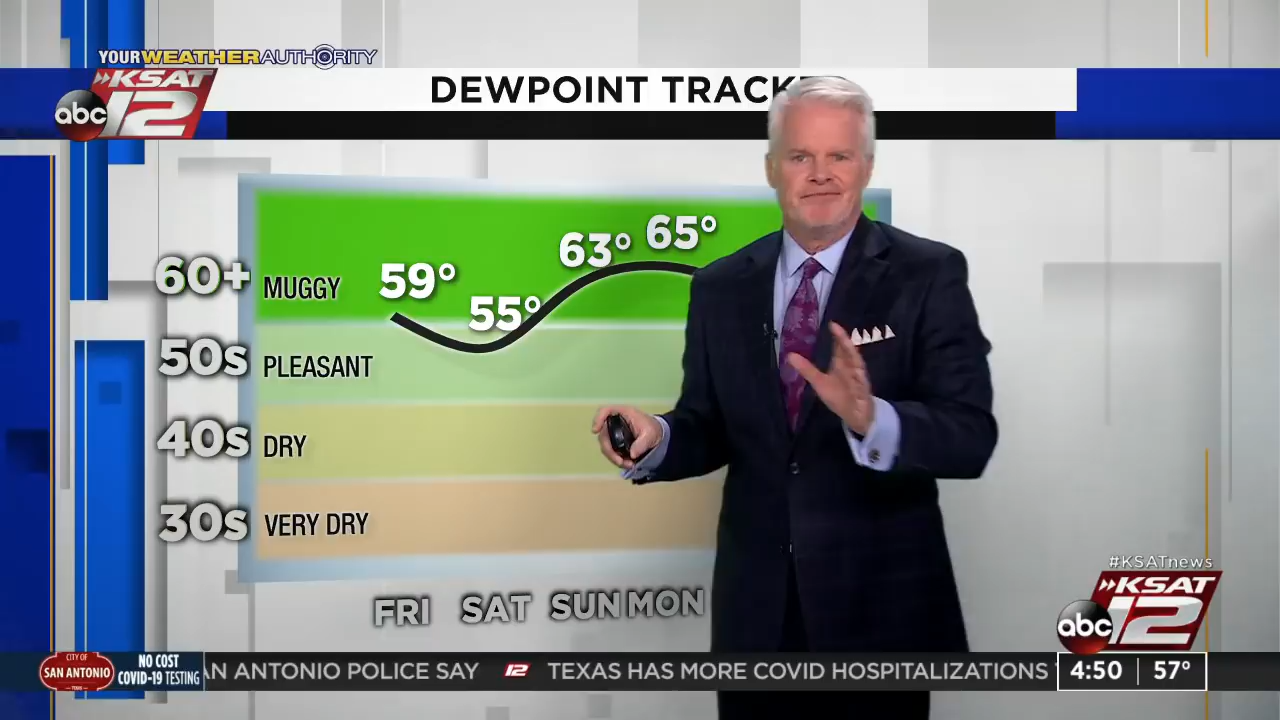 YOUR WEATHER AUTHORITY
KSAT
abc 12
DEWPOINT TRACK
60+ MUGGY
59°
55°
63°
65°
50s PLEASANT
40s DRY
30s VERY DRY
FRI SAT SUN MON
#KSATnews
KSAT
abc 12
CITY OF
SAN ANTONIO
TEXAS
NO COST
COVID-19 TESTING
AN ANTONIO POLICE SAY 12 TEXAS HAS MORE COVID HOSPITALIZATIONS
4:50 57°